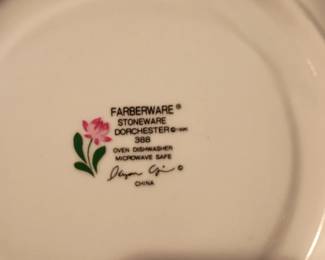 FARBERWARE ®
STONEWARE
DORCHESTER ©
388
OVEN DISHWASHER
MICROWAVE SAFE
©
CHINA